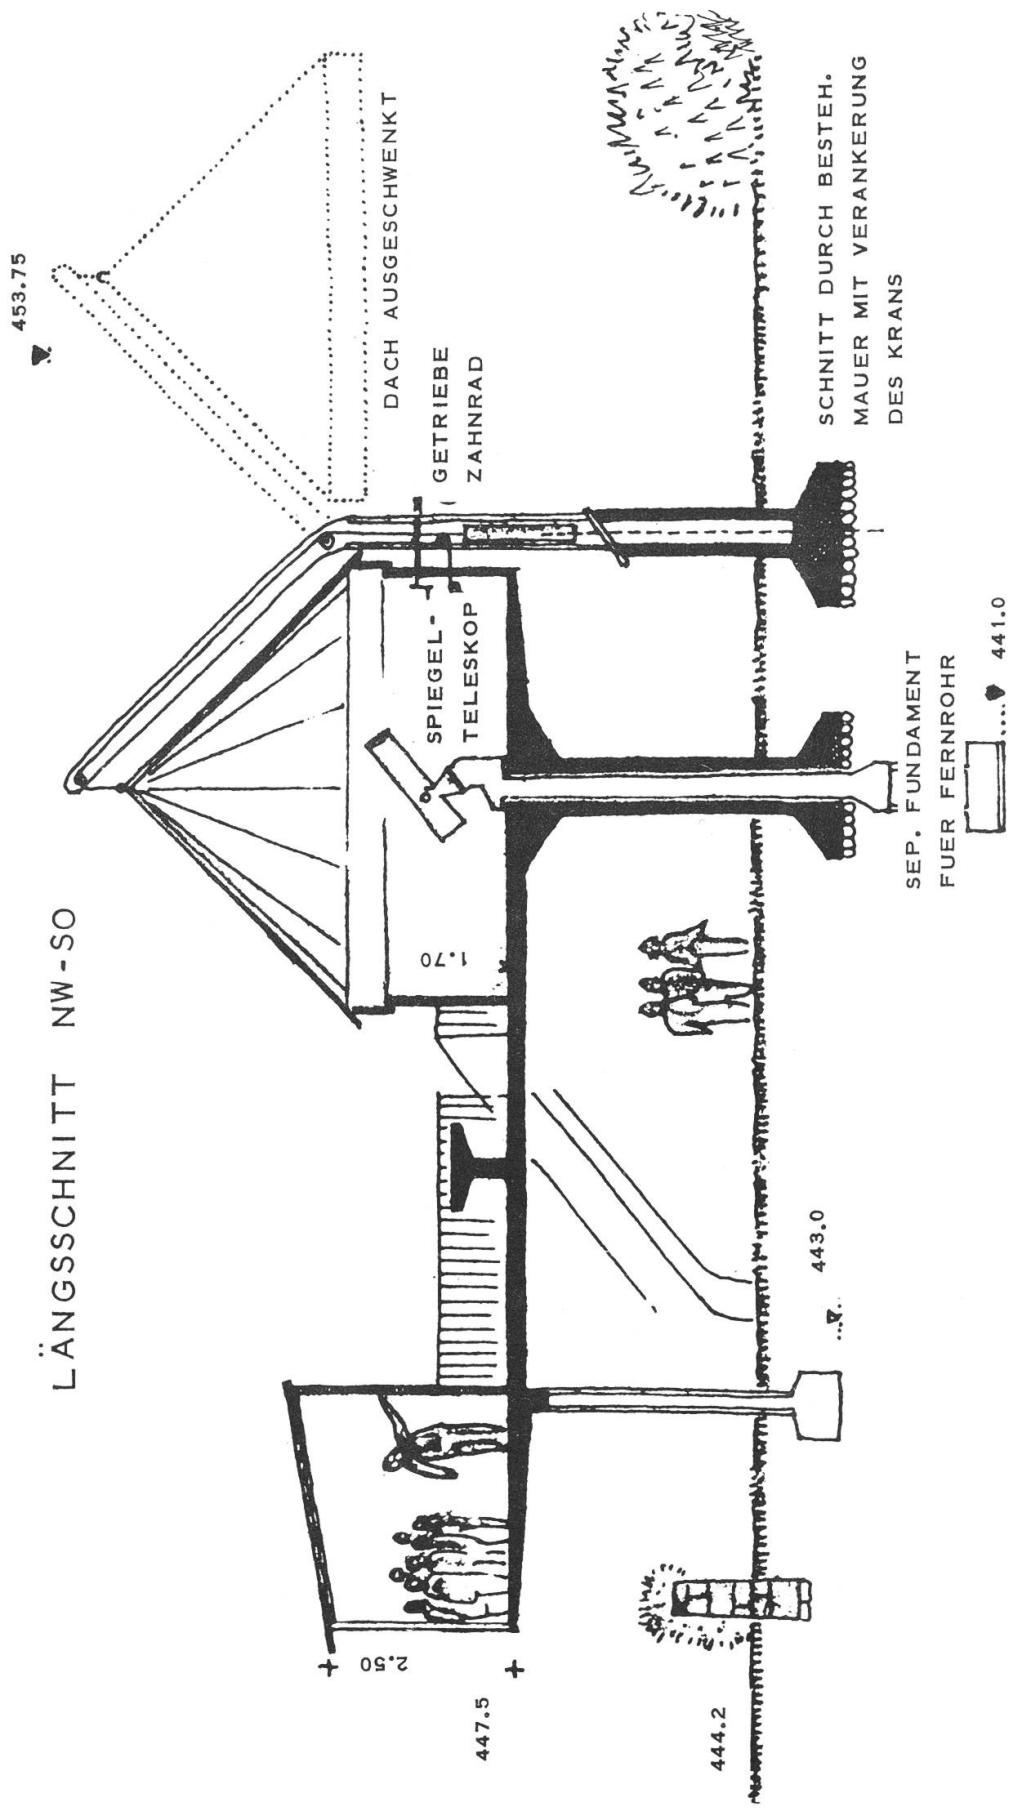 LÄNGSSCHNITT NW-SO
453.75
DACH AUSGESCHWENKT
GETRIEBE
ZAHNRAD
SPIEGEL-
TELESKOP
1.70
2.50
447.5
444.2
443.0
SCHNITT DURCH BESTEH.
MAUER MIT VERANKERUNG
DES KRANS
SEP. FUNDAMENT
FUER FERNROHR
441.0